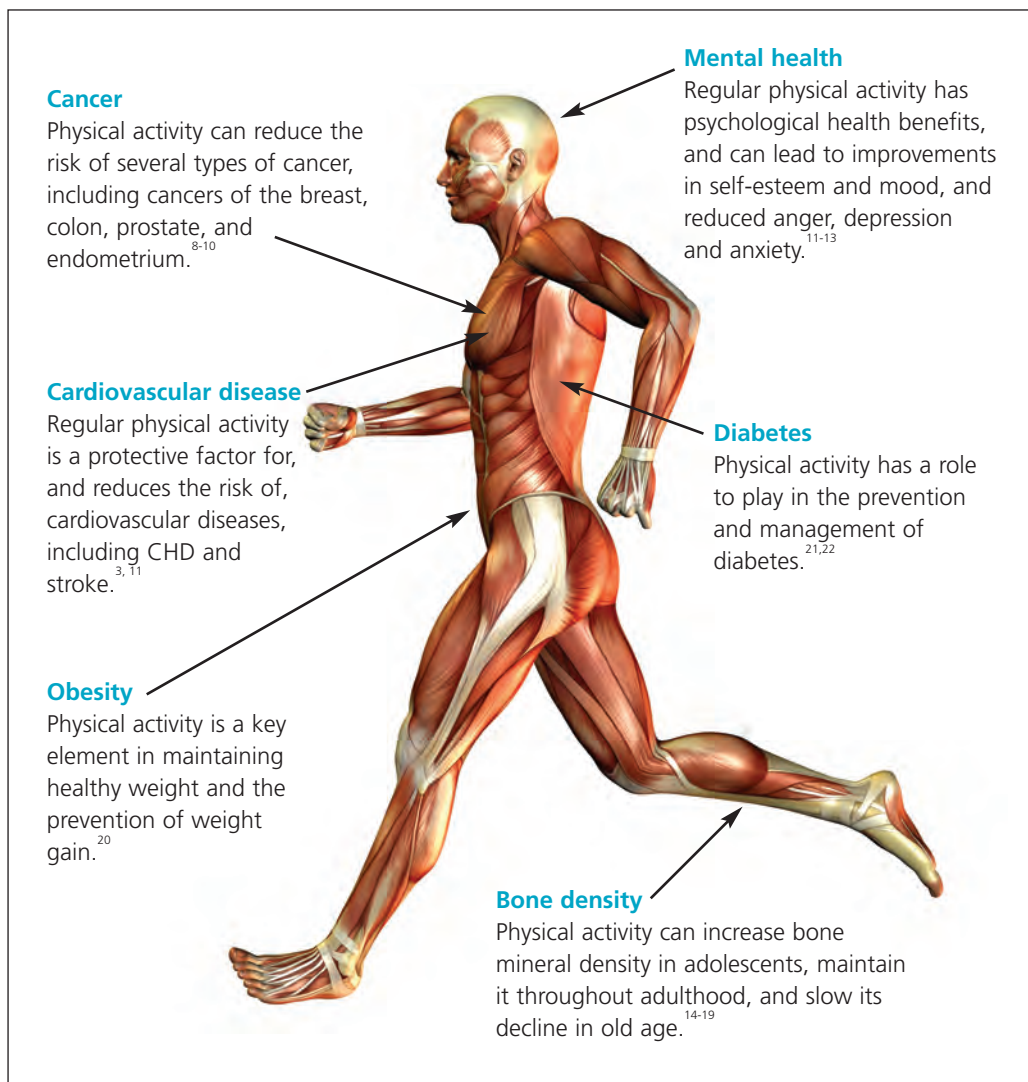 Cancer
Physical activity can reduce the
risk of several types of cancer,
including cancers of the breast,
colon, prostate, and
endometrium.8-10
Mental health
Regular physical activity has
psychological health benefits,
and can lead to improvements
in self-esteem and mood, and
reduced anger, depression
and anxiety.11-13
Cardiovascular disease
Regular physical activity
is a protective factor for,
and reduces the risk of,
cardiovascular diseases,
including CHD and
stroke.3, 11
Diabetes
Physical activity has a role
to play in the prevention
and management of
diabetes.21,22
Obesity
Physical activity is a key
element in maintaining
healthy weight and the
prevention of weight
gain.20
Bone density
Physical activity can increase bone
mineral density in adolescents, maintain
it throughout adulthood, and slow its
decline in old age.14-19